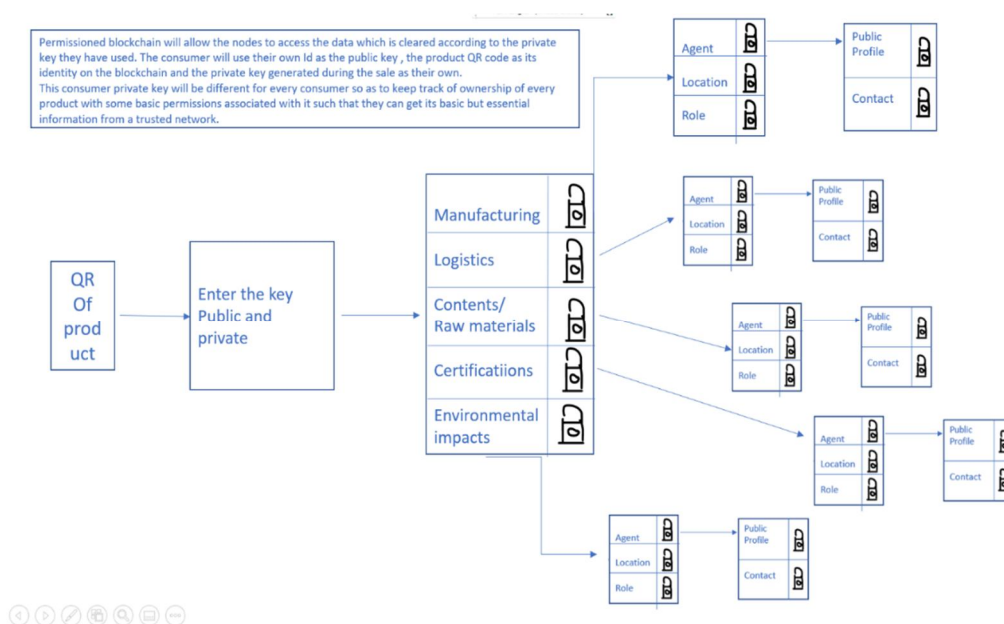 Permissioned blockchain will allow the nodes to access the data which is cleared according to the private
key they have used. The consumer will use their own Id as the public key , the product QR code as its
identity on the blockchain and the private key generated during the sale as their own.
This consumer private key will be different for every consumer so as to keep track of ownership of every
product with some basic permissions associated with it such that they can get its basic but essential
information from a trusted network.
QR
Of
prod
uct
Enter the key
Public and
private
Manufacturing
Logistics
Contents/
Raw materials
Certificatiions
Environmental
impacts
Agent
Location
Role
Public
Profile
Contact
Agent
Location
Role
Public
Profile
Contact
Agent
Location
Role
Public
Profile
Contact
Agent
Location
Role
Public
Profile
Contact
Agent
Location
Role
Public
Profile
Contact